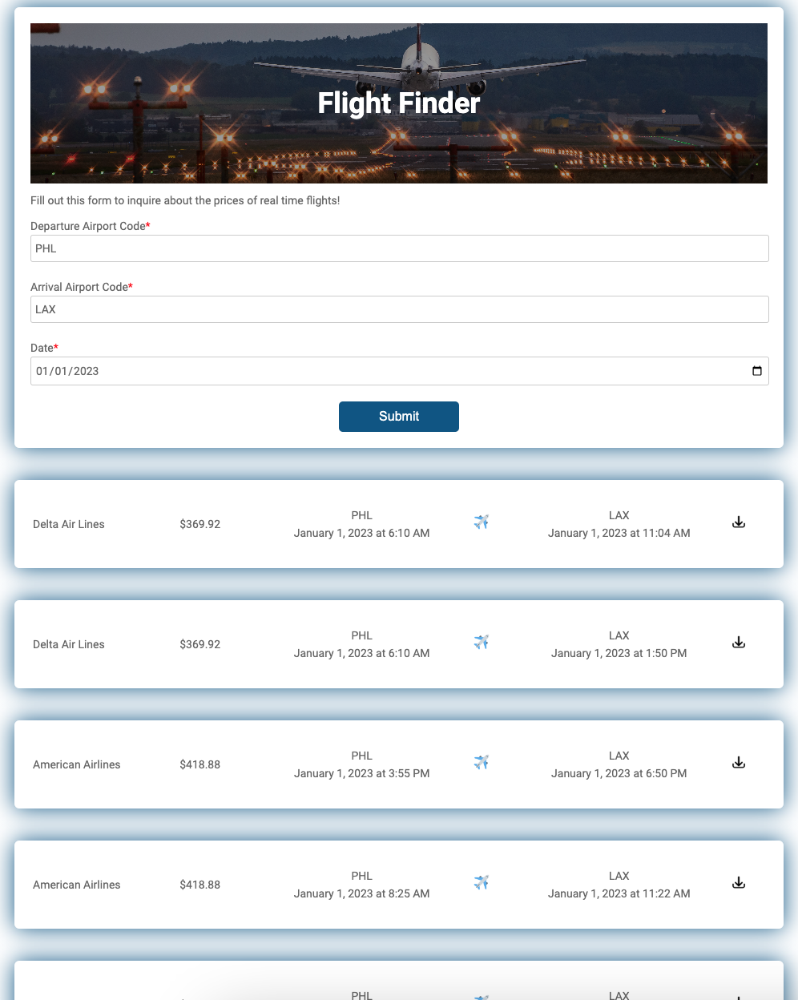 Flight Finder
Fill out this form to inquire about the prices of real time flights!
Departure Airport Code*
PHL
Arrival Airport Code*
LAX
Date*
01/01/2023
Submit
Delta Air Lines
$369.92
PHL
January 1, 2023 at 6:10 AM
LAX
January 1, 2023 at 11:04 AM
Delta Air Lines
$369.92
PHL
January 1, 2023 at 6:10 AM
LAX
January 1, 2023 at 1:50 PM
American Airlines
$418.88
PHL
January 1, 2023 at 3:55 PM
LAX
January 1, 2023 at 6:50 PM
American Airlines
$418.88
PHL
January 1, 2023 at 8:25 AM
LAX
January 1, 2023 at 11:22 AM
PHL
LAX